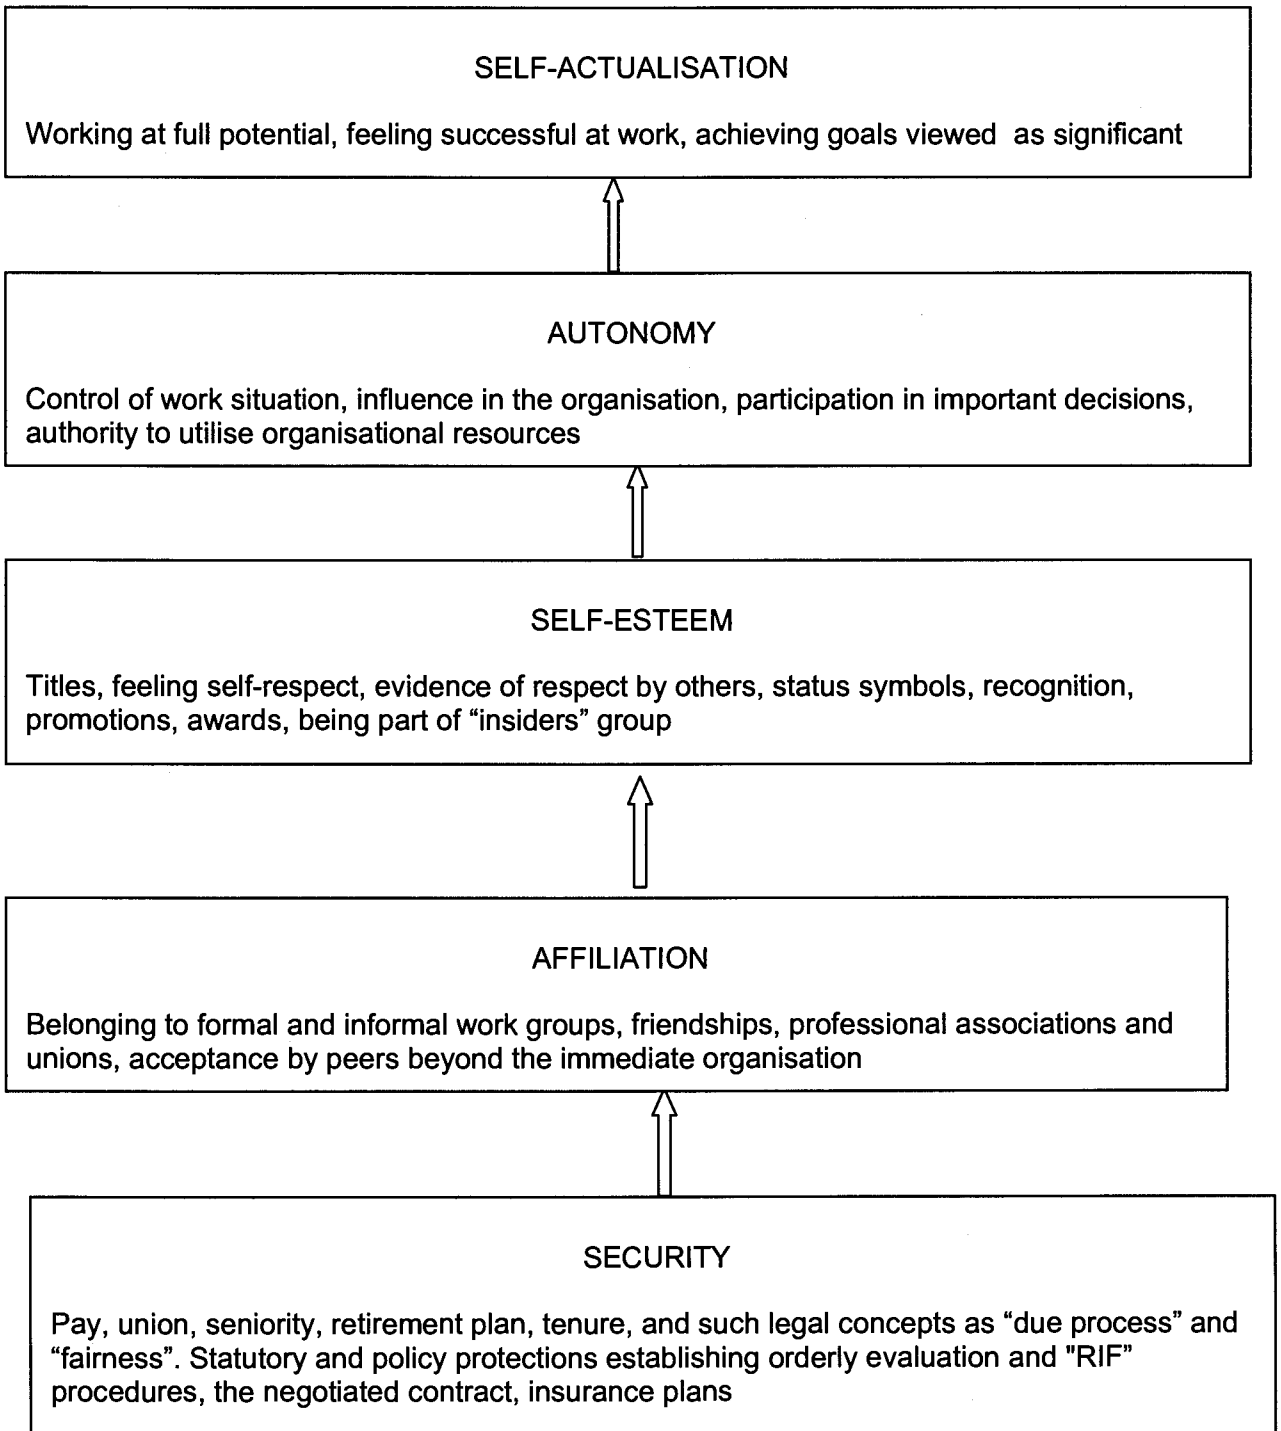 SELF-ACTUALISATION
Working at full potential, feeling successful at work, achieving goals viewed as significant
AUTONOMY
Control of work situation, influence in the organisation, participation in important decisions,
authority to utilise organisational resources
SELF-ESTEEM
Titles, feeling self-respect, evidence of respect by others, status symbols, recognition,
promotions, awards, being part of “insiders” group
AFFILIATION
Belonging to formal and informal work groups, friendships, professional associations and
unions, acceptance by peers beyond the immediate organisation
SECURITY
Pay, union, seniority, retirement plan, tenure, and such legal concepts as “due process” and
“fairness”. Statutory and policy protections establishing orderly evaluation and "RIF”
procedures, the negotiated contract, insurance plans